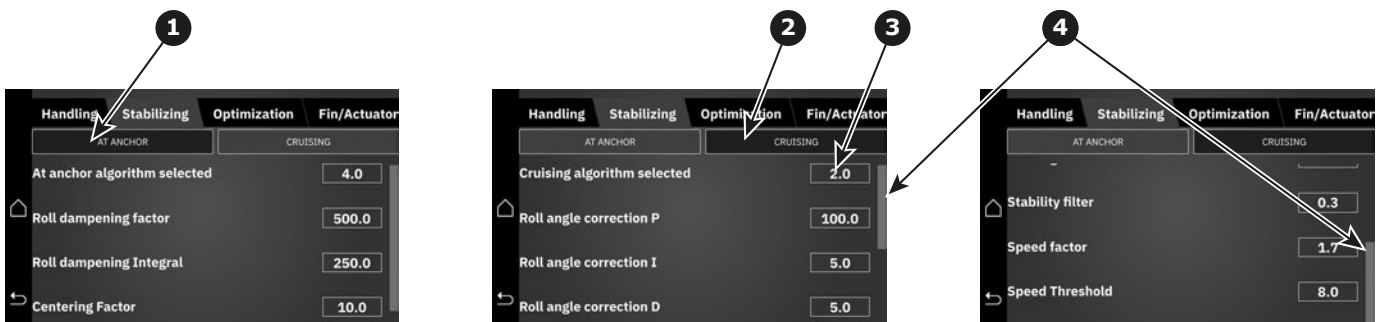 1
2
3
4
Handling Stabilizing Optimization Fin/Actuator
AT ANCHOR CRUISING
At anchor algorithm selected 4.0
Roll dampening factor 500.0
Roll dampening Integral 250.0
Centering Factor 10.0
Handling Stabilizing Optimization Fin/Actuator
AT ANCHOR CRUISING
Cruising algorithm selected 2.0
Roll angle correction P 100.0
Roll angle correction I 5.0
Roll angle correction D 5.0
Handling Stabilizing Optimization Fin/Actuator
AT ANCHOR CRUISING
Stability filter 0.3
Speed factor 1.7
Speed Threshold 8.0